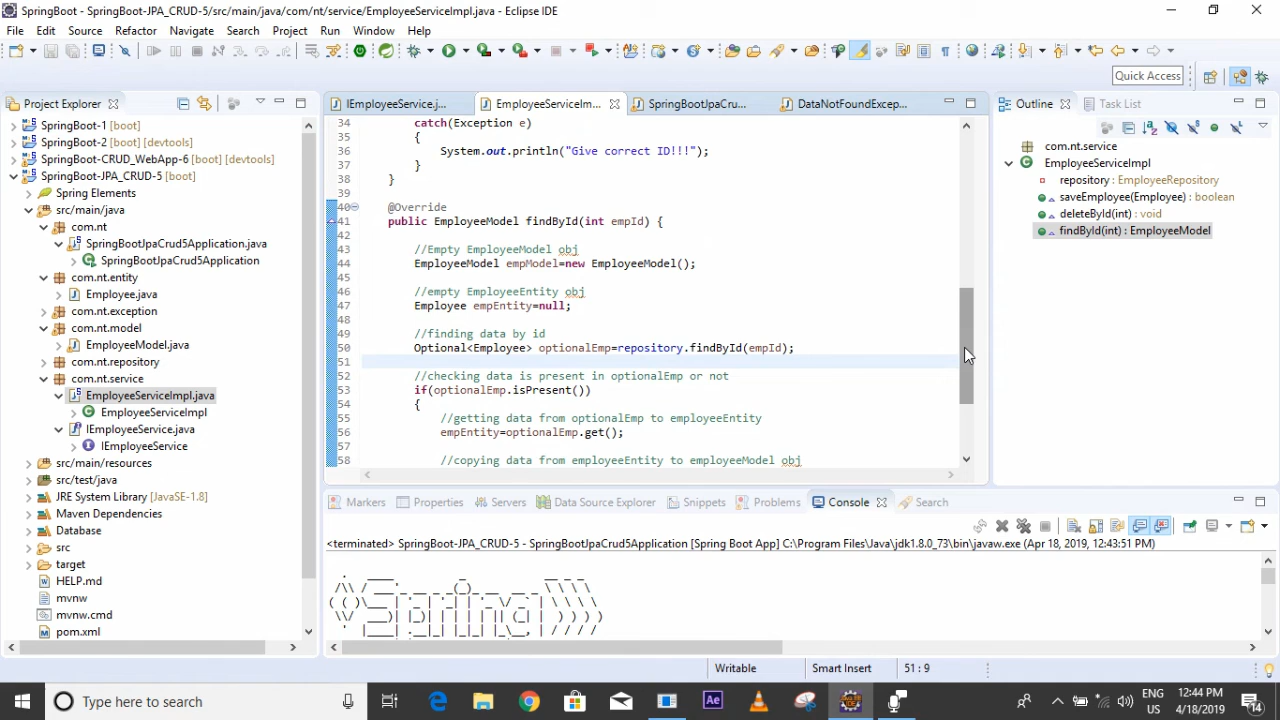 SpringBoot - SpringBoot-JPA_CRUD-5/src/main/java/com/nt/service/EmployeeServiceImpl.java - Eclipse IDE
File Edit Source Refactor Navigate Search Project Run Window Help
Quick Access
Project Explorer
IEmployeeService.j...
EmployeeServiceIm...
SpringBootJpaCru...
DataNotFoundExcep...
Outline
Task List
SpringBoot-1 [boot]
SpringBoot-2 [boot] [devtools]
SpringBoot-CRUD_WebApp-6 [boot] [devtools]
SpringBoot-JPA_CRUD-5 [boot]
Spring Elements
src/main/java
com.nt
SpringBootJpaCrud5Application.java
SpringBootJpaCrud5Application
com.nt.entity
Employee.java
com.nt.exception
com.nt.model
EmployeeModel.java
com.nt.repository
com.nt.service
EmployeeServiceImpl.java
EmployeeServiceImpl
IEmployeeService.java
IEmployeeService
src/main/resources
src/test/java
JRE System Library [JavaSE-1.8]
Maven Dependencies
Database
src
target
HELP.md
mvnw
mvnw.cmd
pom.xml
34 catch(Exception e)
35 {
36 System.out.println("Give correct ID!!!");
37 }
38 }
39
40 @Override
41 public EmployeeModel findById(int empId) {
42
43 //Empty EmployeeModel obj
44 EmployeeModel empModel=new EmployeeModel();
45
46 //empty EmployeeEntity obj
47 Employee empEntity=null;
48
49 //finding data by id
50 Optional<Employee> optionalEmp=repository.findById(empId);
51
52 //checking data is present in optionalEmp or not
53 if(optionalEmp.isPresent())
54 {
55 //getting data from optionalEmp to employeeEntity
56 empEntity=optionalEmp.get();
57
58 //copying data from employeeEntity to employeeModel obj
com.nt.service
EmployeeServiceImpl
repository : EmployeeRepository
saveEmployee(Employee) : boolean
deleteById(int) : void
findById(int) : EmployeeModel
Markers Properties Servers Data Source Explorer Snippets Problems Console Search
<terminated> SpringBoot-JPA_CRUD-5 - SpringBootJpaCrud5Application [Spring Boot App] C:\Program Files\Java\jdk1.8.0_73\bin\javaw.exe (Apr 18, 2019, 12:43:51 PM)
Spring
Writable Smart Insert 51 : 9
Type here to search
Ae
ENG
US
12:44 PM
4/18/2019
14